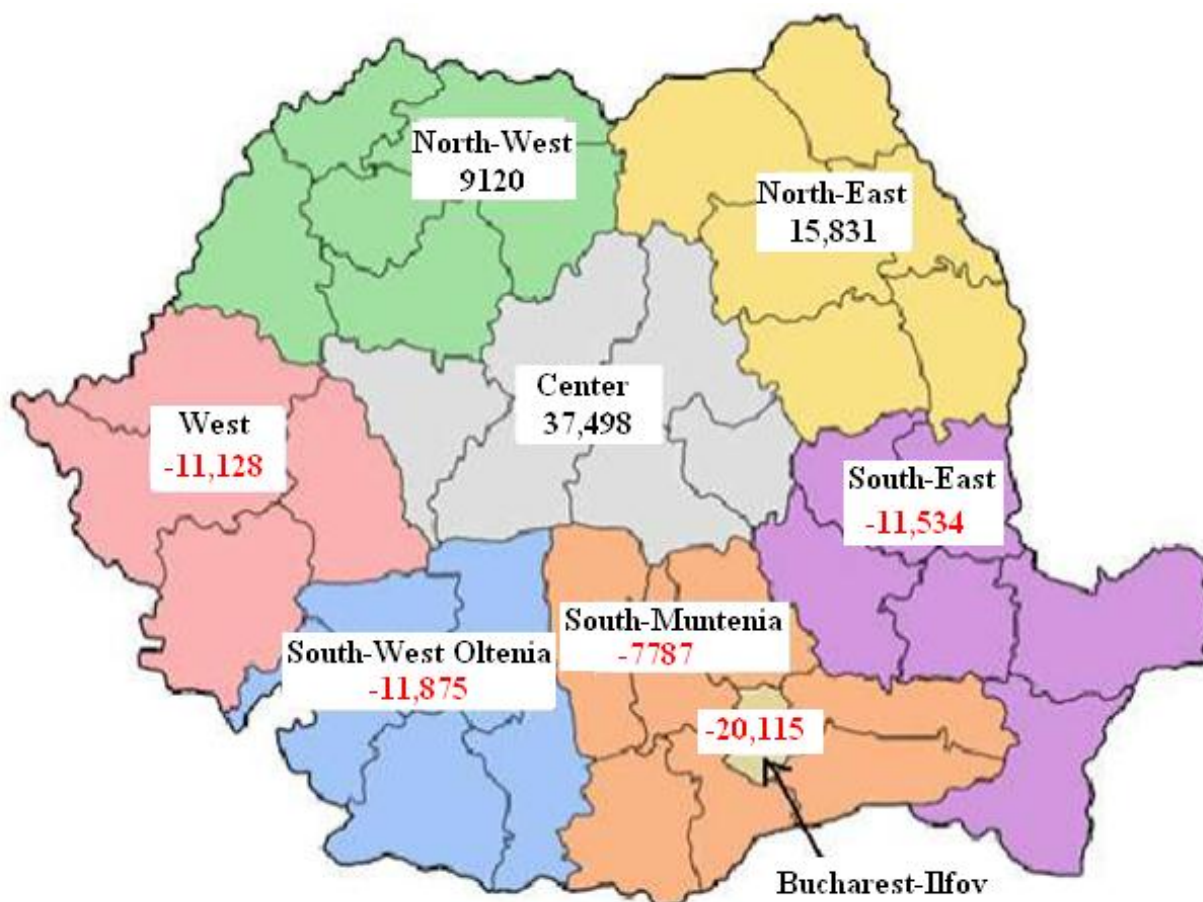 North-West
9120
North-East
15,831
Center
37,498
West
-11,128
South-East
-11,534
South-Muntenia
-7787
South-West Oltenia
-11,875
-20,115
Bucharest-Ilfov